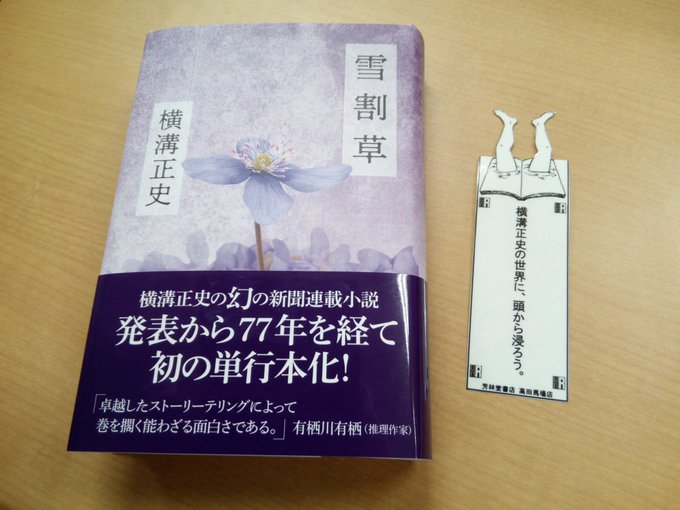 雪割草
横溝正史
横溝正史の幻の新聞連載小説
発表から77年を経て
初の単行本化!
「卓越したストーリーテリングによって
巻を擱く能わざる面白さである。」 有栖川有栖(推理作家)
横溝正史の世界に、頭から浸ろう。
芳林堂書店 高田馬場店